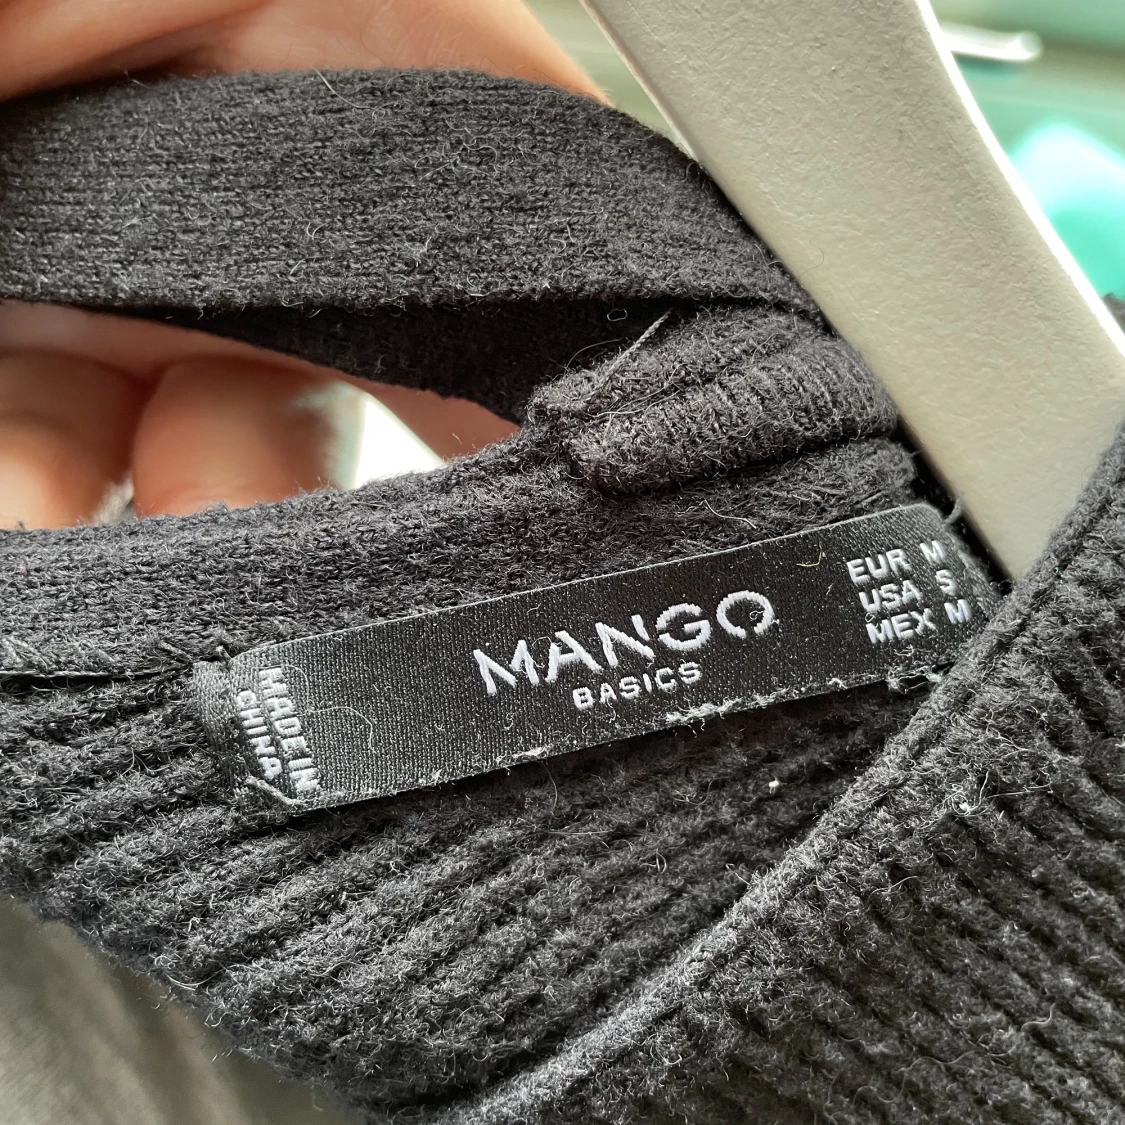 MANGO
BASICS
EUR M
USA S
MEX M
MADE IN
CHINA